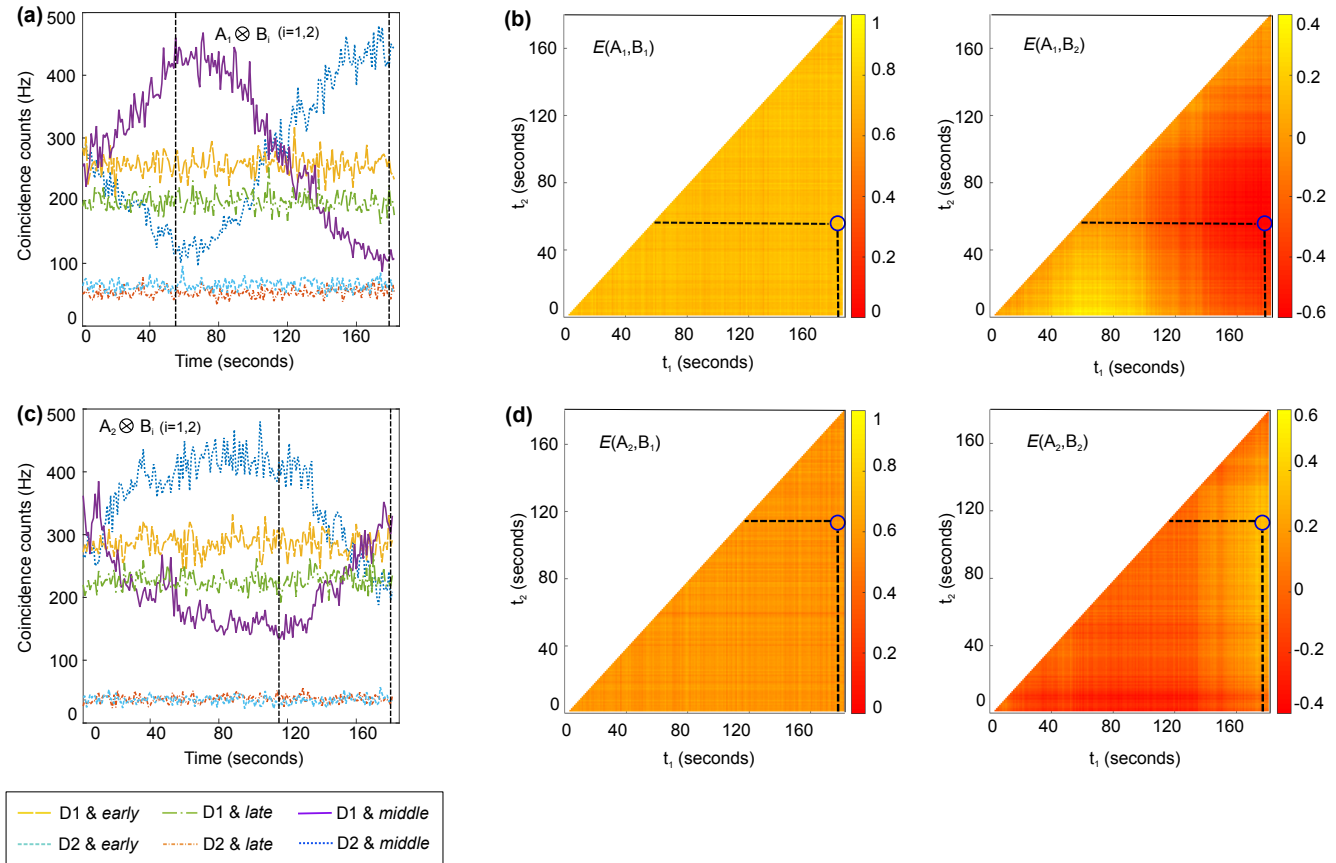 (a)
A₁ ⊗ Bᵢ (i=1,2)
Coincidence counts (Hz)
500
400
300
200
100
0
0 40 80 120 160
Time (seconds)
(b)
E(A₁,B₁)
t₂ (seconds)
160
120
80
40
0
0 40 80 120 160
t₁ (seconds)
1
0.8
0.6
0.4
0.2
0
E(A₁,B₂)
t₂ (seconds)
160
120
80
40
0
0 40 80 120 160
t₁ (seconds)
0.4
0.2
0
-0.2
-0.4
-0.6
(c)
A₂ ⊗ Bᵢ (i=1,2)
Coincidence counts (Hz)
500
400
300
200
100
0
0 40 80 120 160
Time (seconds)
(d)
E(A₂,B₁)
t₂ (seconds)
160
120
80
40
0
0 40 80 120 160
t₁ (seconds)
1
0.8
0.6
0.4
0.2
0
E(A₂,B₂)
t₂ (seconds)
160
120
80
40
0
0 40 80 120 160
t₁ (seconds)
0.6
0.4
0.2
0
-0.2
-0.4
D1 & early D1 & late D1 & middle
D2 & early D2 & late D2 & middle